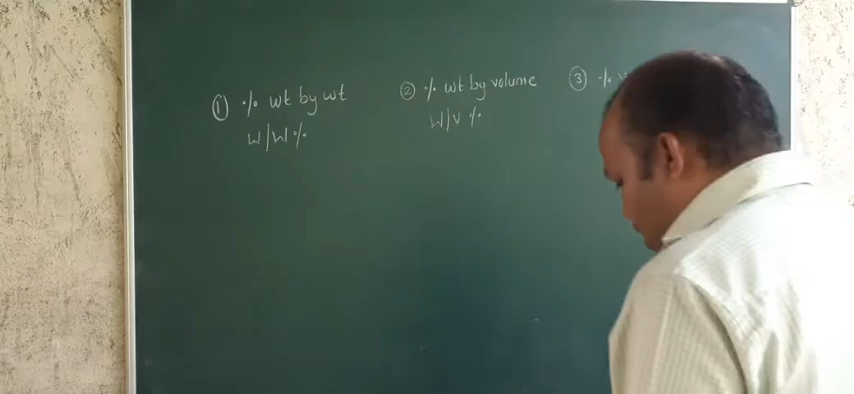 ① % wt by wt
W/W %
② % wt by volume
W/V %
③ %